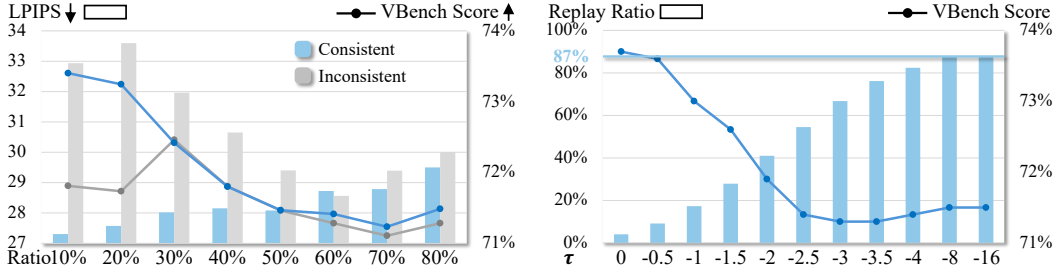 LPIPS ↓ VBench Score ↑
34 74%
33
Consistent
Inconsistent
32 73%
31
30 72%
29
28
27 71%
Ratio 10% 20% 30% 40% 50% 60% 70% 80%
Replay Ratio VBench Score
100% 74%
87%
80%
73%
60%
40% 72%
20%
0% 71%
τ 0 -0.5 -1 -1.5 -2 -2.5 -3 -3.5 -4 -8 -16